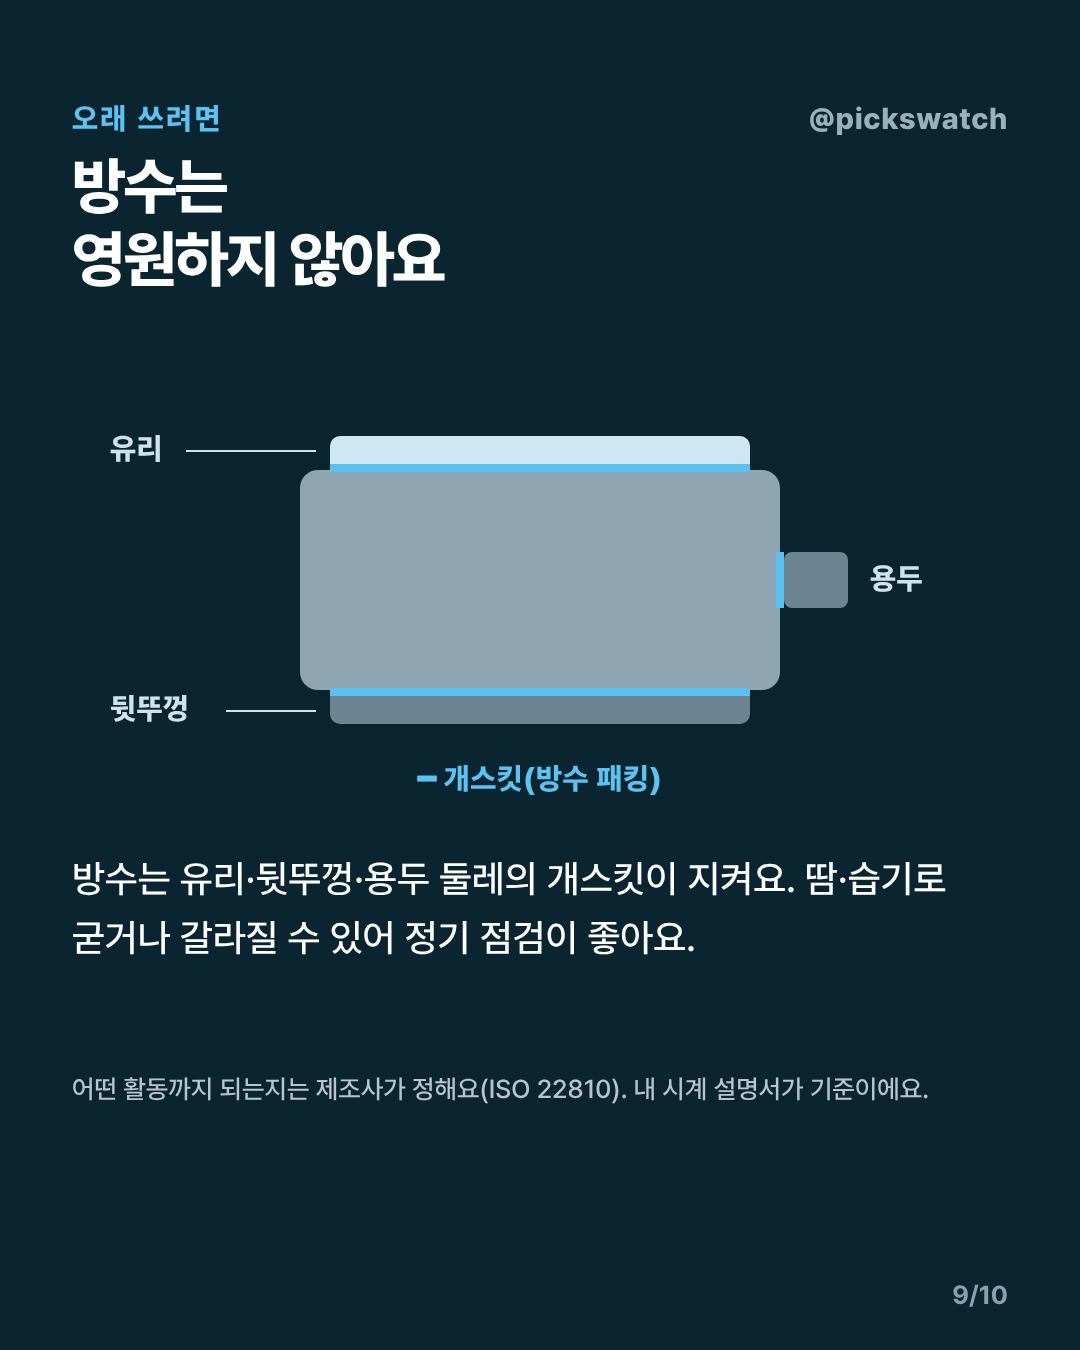 오래 쓰려면
@pickswatch
방수는
영원하지 않아요
유리
용두
뒷뚜껑
개스킷(방수 패킹)
방수는 유리·뒷뚜껑·용두 둘레의 개스킷이 지켜요. 땀·습기로
굳거나 갈라질 수 있어 정기 점검이 좋아요.
어떤 활동까지 되는지는 제조사가 정해요(ISO 22810). 내 시계 설명서가 기준이에요.
9/10